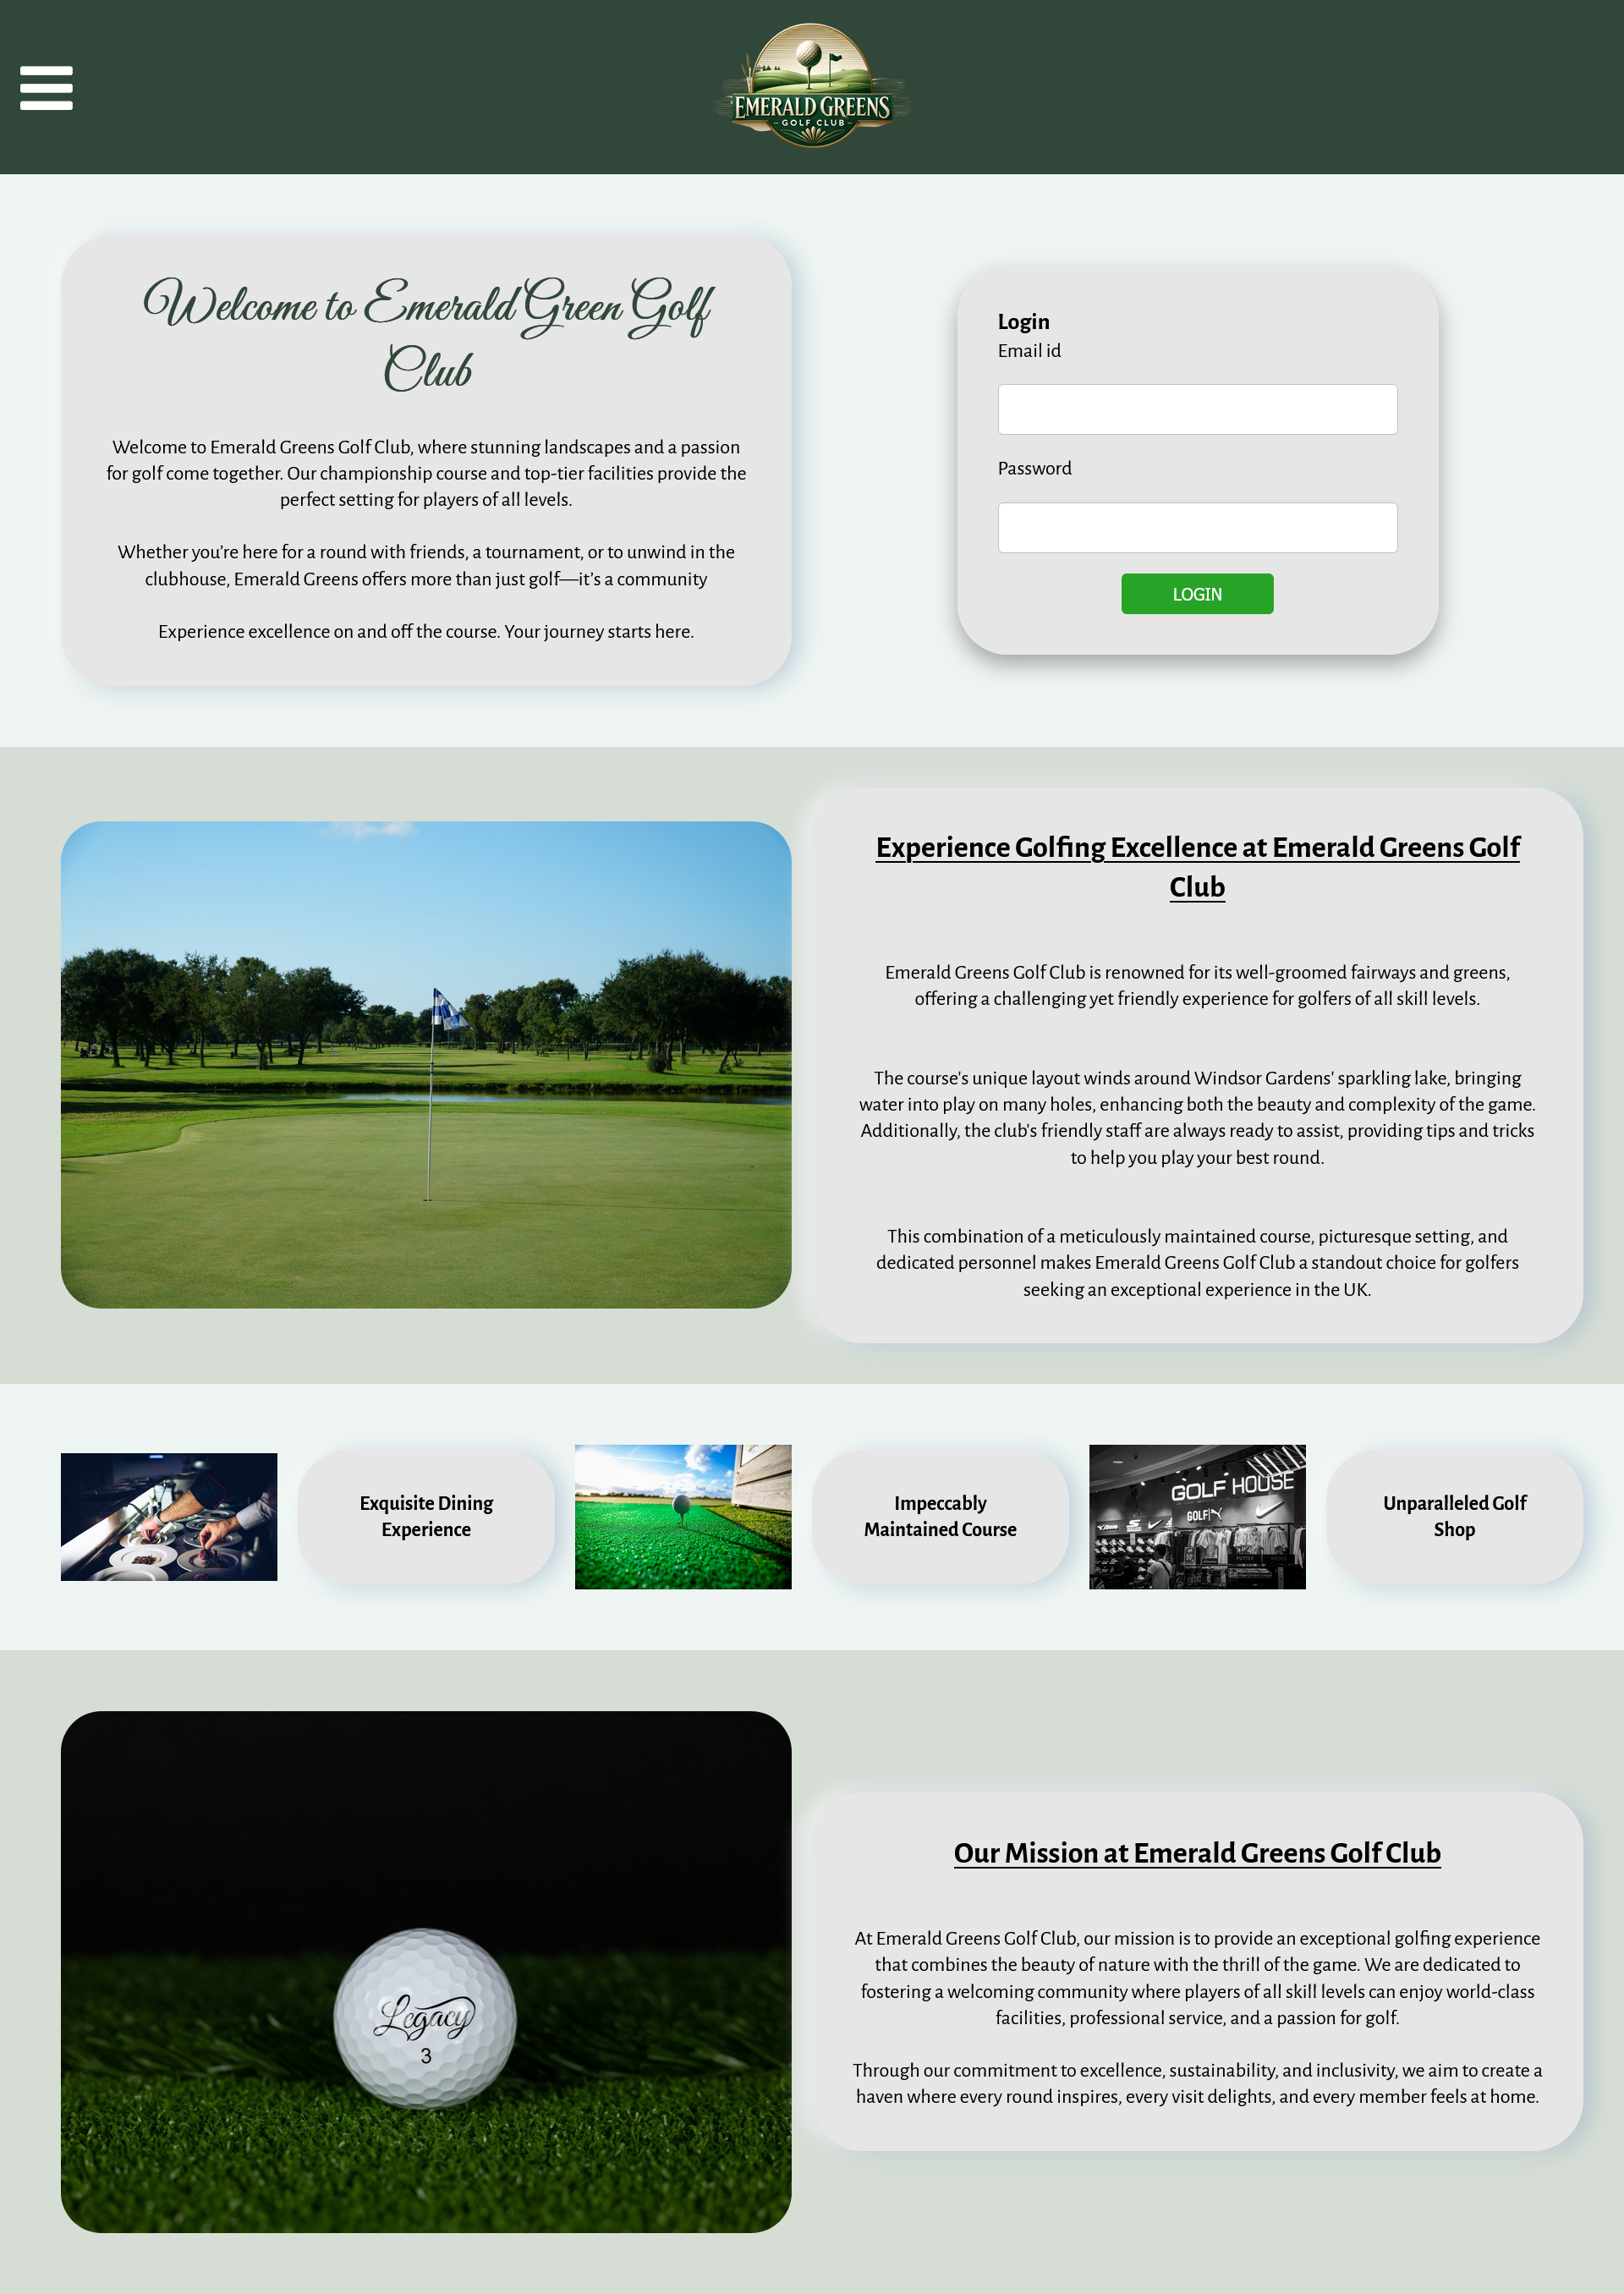 EMERALD GREENS
GOLF CLUB
Welcome to Emerald Green Golf
Club
Welcome to Emerald Greens Golf Club, where stunning landscapes and a passion
for golf come together. Our championship course and top-tier facilities provide the
perfect setting for players of all levels.
Whether you’re here for a round with friends, a tournament, or to unwind in the
clubhouse, Emerald Greens offers more than just golf—it’s a community
Experience excellence on and off the course. Your journey starts here.
Login
Email id
Password
LOGIN
Experience Golfing Excellence at Emerald Greens Golf
Club
Emerald Greens Golf Club is renowned for its well-groomed fairways and greens,
offering a challenging yet friendly experience for golfers of all skill levels.
The course's unique layout winds around Windsor Gardens' sparkling lake, bringing
water into play on many holes, enhancing both the beauty and complexity of the game.
Additionally, the club's friendly staff are always ready to assist, providing tips and tricks
to help you play your best round.
This combination of a meticulously maintained course, picturesque setting, and
dedicated personnel makes Emerald Greens Golf Club a standout choice for golfers
seeking an exceptional experience in the UK.
Exquisite Dining
Experience
Impeccably
Maintained Course
GOLF HOUSE
GOLF
Unparalleled Golf
Shop
Legacy
3
Our Mission at Emerald Greens Golf Club
At Emerald Greens Golf Club, our mission is to provide an exceptional golfing experience
that combines the beauty of nature with the thrill of the game. We are dedicated to
fostering a welcoming community where players of all skill levels can enjoy world-class
facilities, professional service, and a passion for golf.
Through our commitment to excellence, sustainability, and inclusivity, we aim to create a
haven where every round inspires, every visit delights, and every member feels at home.